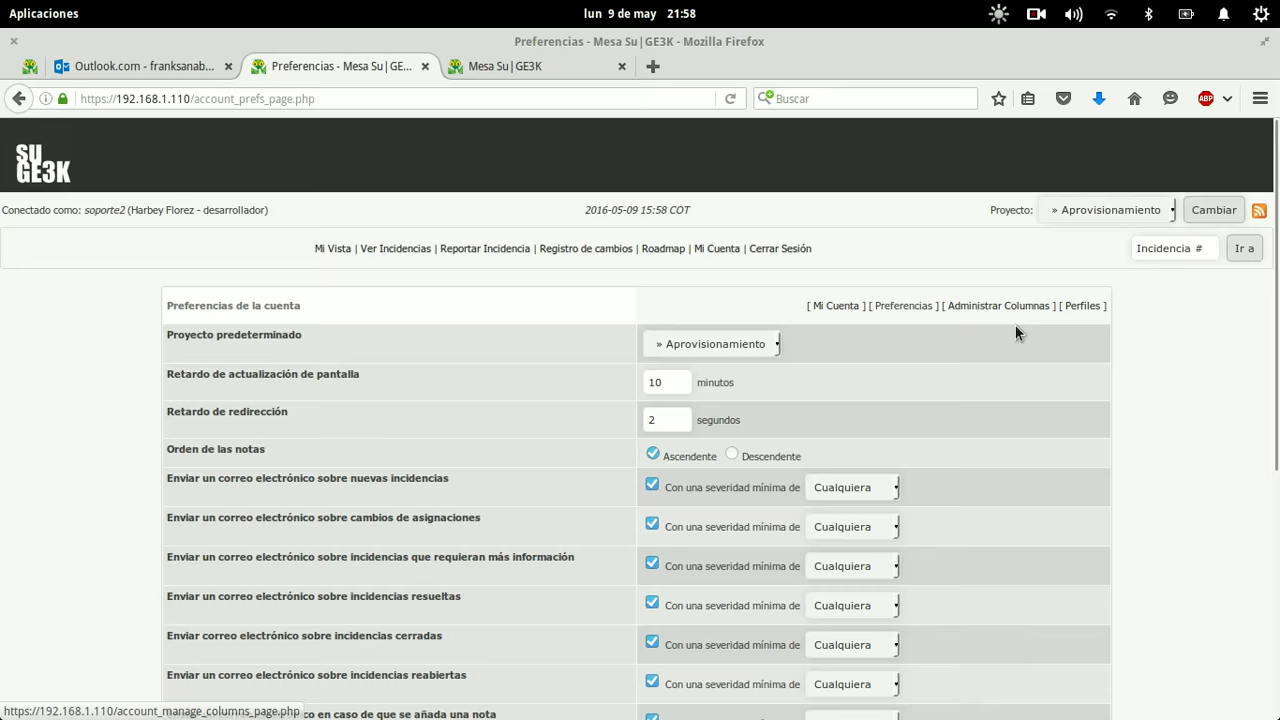 Aplicaciones lun 9 de may 21:58
Preferencias - Mesa Su|GE3K - Mozilla Firefox
Outlook.com - franksanab... Preferencias - Mesa Su|GE... Mesa Su|GE3K
https://192.168.1.110/account_prefs_page.php Buscar ABP
SU
GE3K
Conectado como: soporte2 (Harbey Florez - desarrollador) 2016-05-09 15:58 COT Proyecto: » Aprovisionamiento Cambiar
Mi Vista | Ver Incidencias | Reportar Incidencia | Registro de cambios | Roadmap | Mi Cuenta | Cerrar Sesión Incidencia # Ir a
Preferencias de la cuenta [ Mi Cuenta ] [ Preferencias ] [ Administrar Columnas ] [ Perfiles ]
Proyecto predeterminado » Aprovisionamiento
Retardo de actualización de pantalla 10 minutos
Retardo de redirección 2 segundos
Orden de las notas Ascendente Descendente
Enviar un correo electrónico sobre nuevas incidencias Con una severidad mínima de Cualquiera
Enviar un correo electrónico sobre cambios de asignaciones Con una severidad mínima de Cualquiera
Enviar un correo electrónico sobre incidencias que requieran más información Con una severidad mínima de Cualquiera
Enviar un correo electrónico sobre incidencias resueltas Con una severidad mínima de Cualquiera
Enviar correo electrónico sobre incidencias cerradas Con una severidad mínima de Cualquiera
Enviar un correo electrónico sobre incidencias reabiertas Con una severidad mínima de Cualquiera
https://192.168.1.110/account_manage_columns_page.php en caso de que se añada una nota